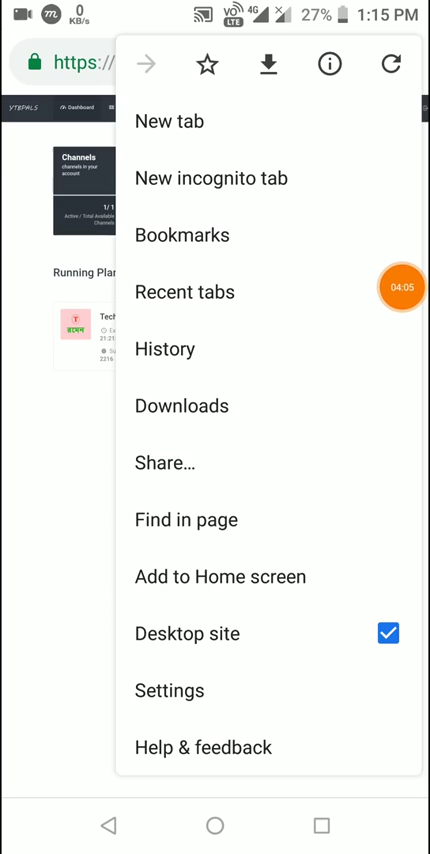 0
KB/s
VO))
LTE
4G
27%
1:15 PM
https://
YTBPALS
Dashboard
New tab
Channels
channels in your
account
New incognito tab
1/ 1
Active / Total Available
Channels
Bookmarks
Running Plan
Recent tabs
04:05
Tech
T
রমেন
21:21
2216
History
Downloads
Share...
Find in page
Add to Home screen
Desktop site
Settings
Help & feedback